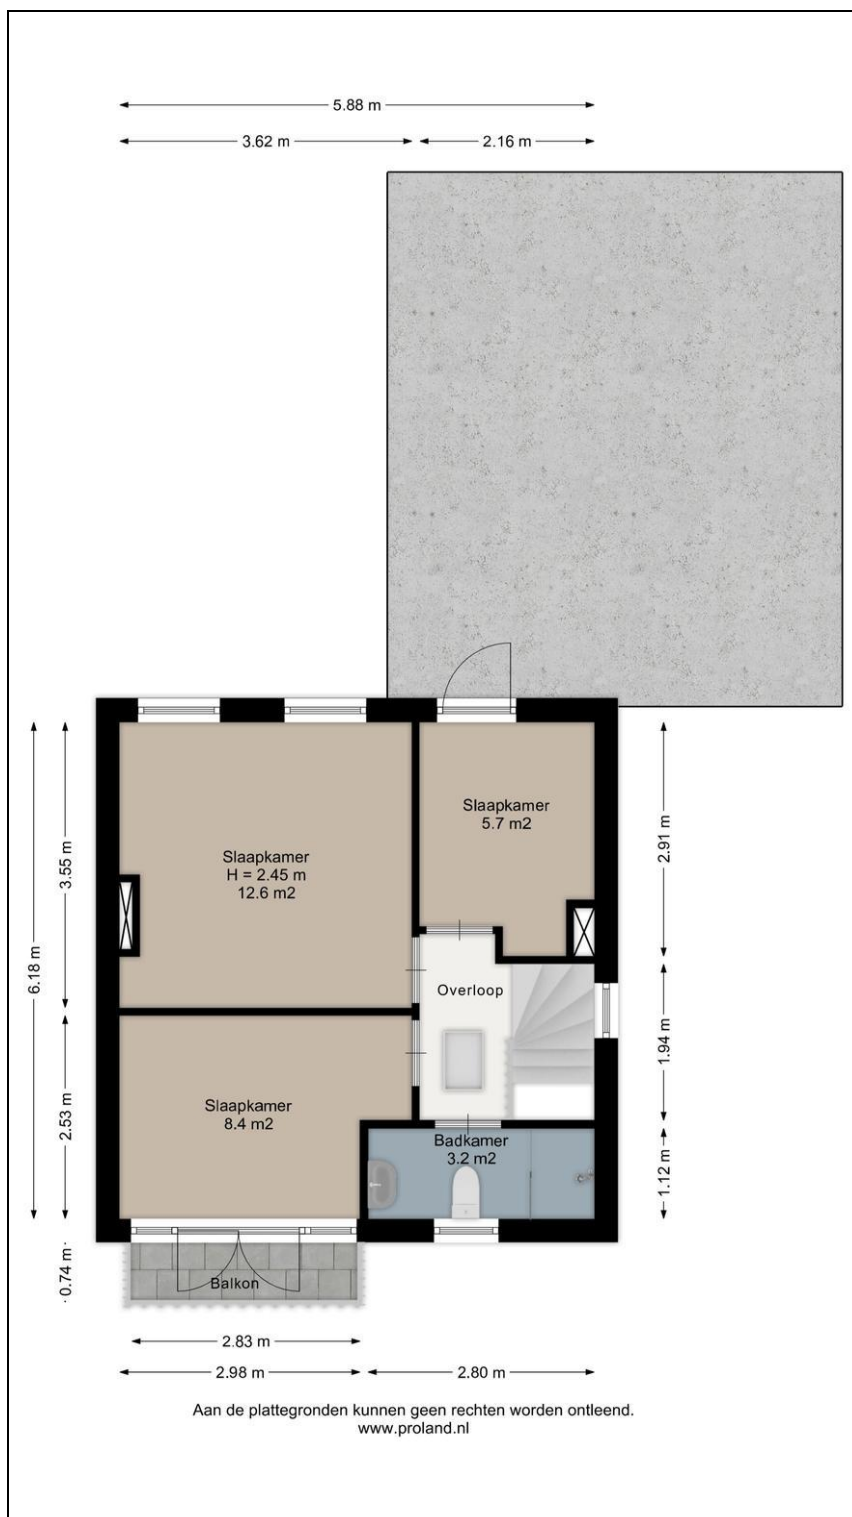 5.88 m
3.62 m
2.16 m
Slaapkamer
5.7 m2
2.91 m
3.55 m
Slaapkamer
H = 2.45 m
12.6 m2
6.18 m
Overloop
1.94 m
Slaapkamer
8.4 m2
2.53 m
Badkamer
3.2 m2
1.12 m
0.74 m
Balkon
2.83 m
2.98 m
2.80 m
Aan de plattegronden kunnen geen rechten worden ontleend.
www.proland.nl